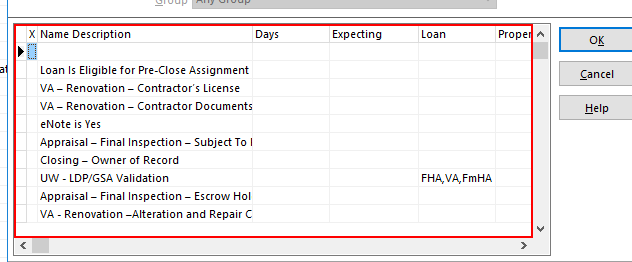 Group Any Group
X Name Description Days Expecting Loan Proper
Loan Is Eligible for Pre-Close Assignment
VA – Renovation – Contractor's License
VA – Renovation – Contractor Documents
eNote is Yes
Appraisal – Final Inspection – Subject To
Closing – Owner of Record
UW - LDP/GSA Validation FHA,VA,FmHA
Appraisal – Final Inspection – Escrow Hol
VA - Renovation –Alteration and Repair C
OK
Cancel
Help